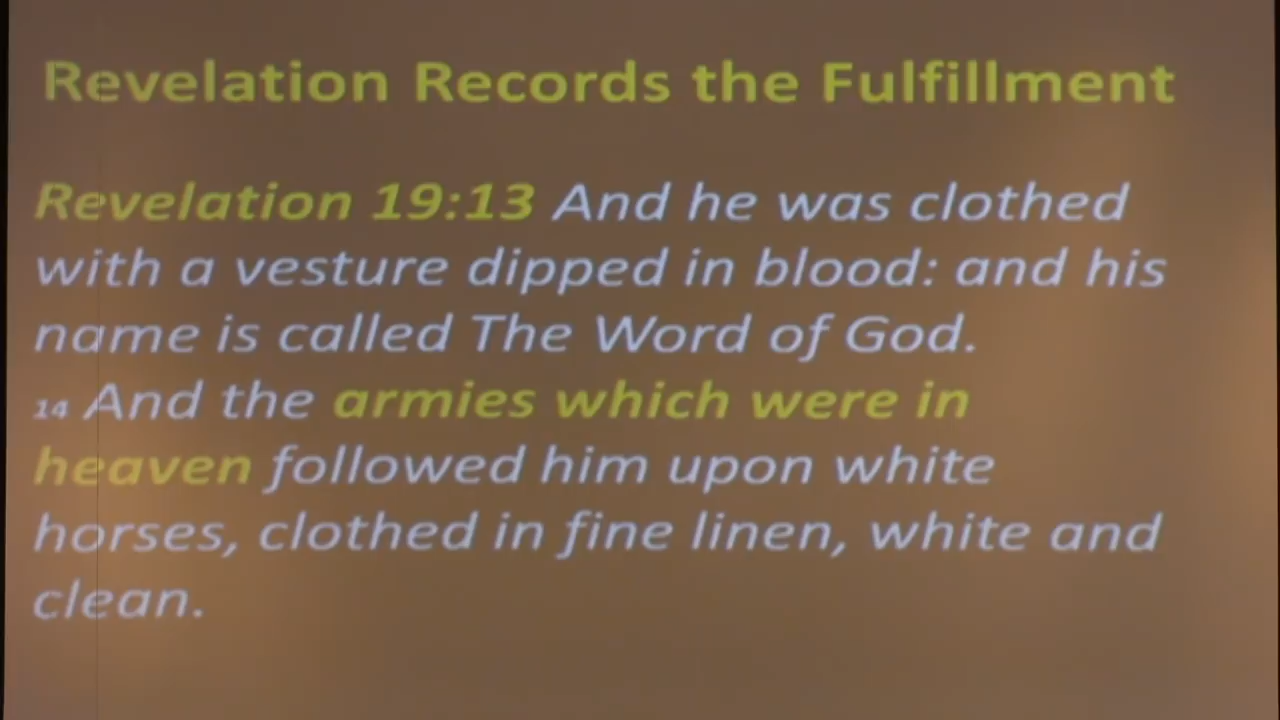 Revelation Records the Fulfillment
Revelation 19:13 And he was clothed
with a vesture dipped in blood: and his
name is called The Word of God.
14 And the armies which were in
heaven followed him upon white
horses, clothed in fine linen, white and
clean.